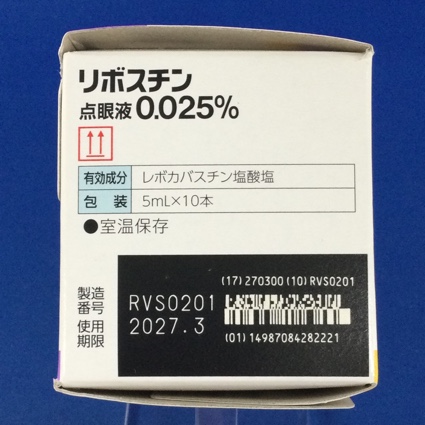 リボスチン
点眼液0.025%
有効成分 レボカバスチン塩酸塩
包装 5mL×10本
●室温保存
(17) 270300 (10) RVS0201
製造番号 RVS0201
使用期限 2027.3
(01) 14987084282221